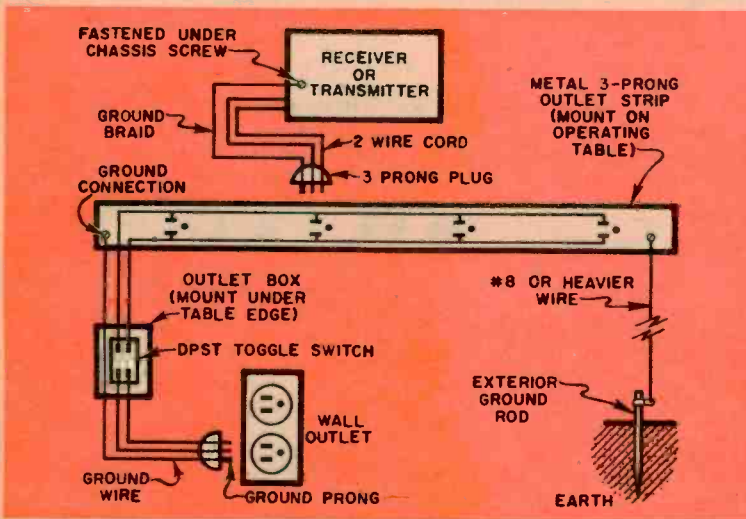 FASTENED UNDER
CHASSIS SCREW
RECEIVER
OR
TRANSMITTER
METAL 3-PRONG
OUTLET STRIP
(MOUNT ON
OPERATING
TABLE)
GROUND
BRAID
2 WIRE CORD
3 PRONG PLUG
GROUND
CONNECTION
OUTLET BOX
(MOUNT UNDER
TABLE EDGE)
#8 OR HEAVIER
WIRE
DPST TOGGLE SWITCH
EXTERIOR
GROUND
ROD
WALL
OUTLET
GROUND
WIRE
GROUND PRONG
EARTH